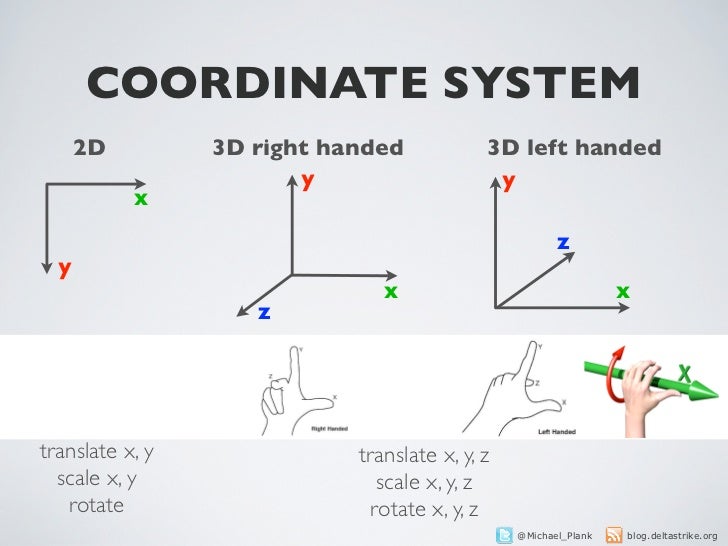 COORDINATE SYSTEM
2D
3D right handed
3D left handed
x
y
y
x
z
y
z
x
Y
X
Z
Right Handed
Y
Z
X
Left Handed
X
translate x, y
scale x, y
rotate
translate x, y, z
scale x, y, z
rotate x, y, z
@Michael_Plank
blog.deltastrike.org